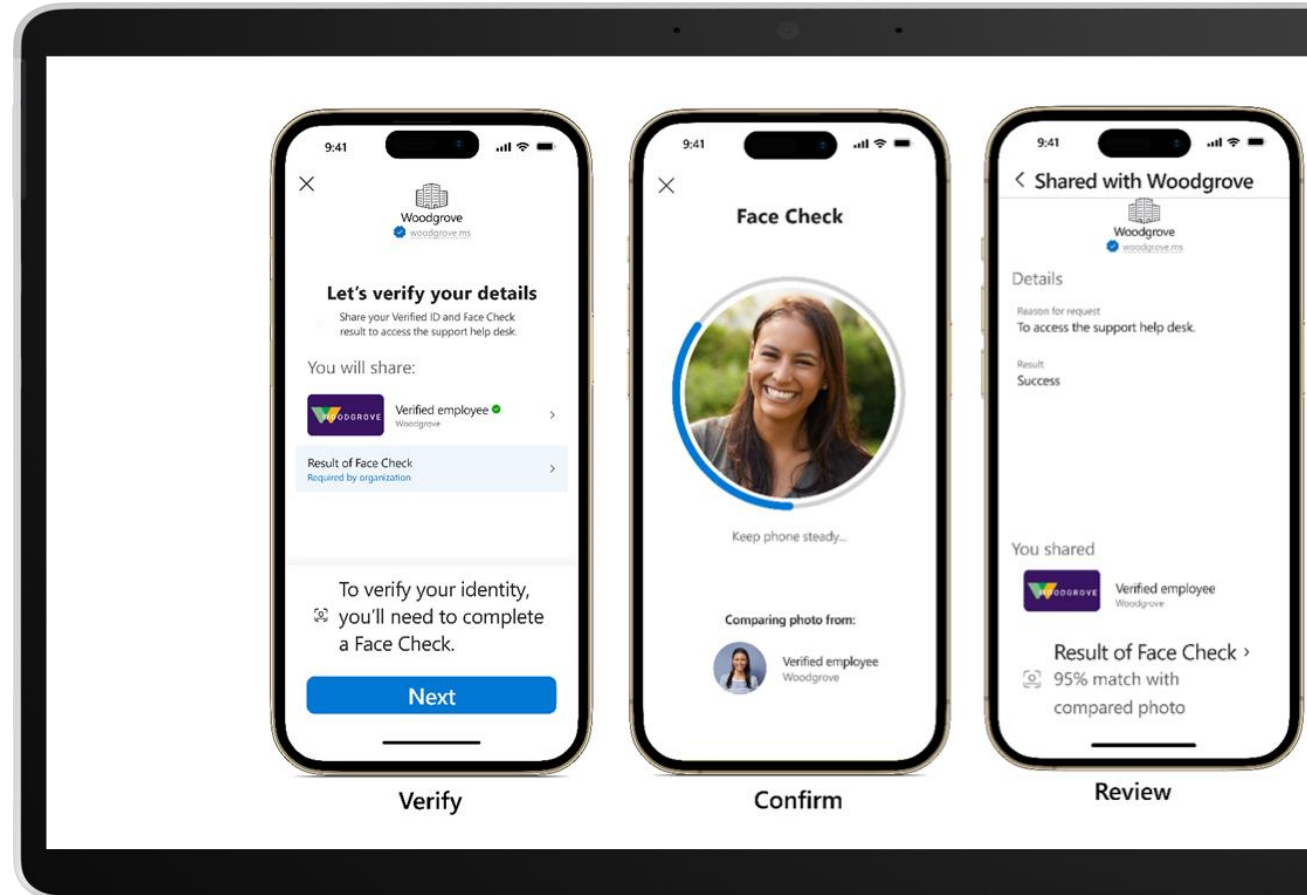 9:41
Woodgrove
woodgrove.ms
Let's verify your details
Share your Verified ID and Face Check
result to access the support help desk.
You will share:
WOODGROVE
Verified employee
Woodgrove
Result of Face Check
Required by organization
To verify your identity,
you'll need to complete
a Face Check.
Next
Verify
9:41
Face Check
Keep phone steady...
Comparing photo from:
Verified employee
Woodgrove
Confirm
9:41
Shared with Woodgrove
Woodgrove
woodgrove.ms
Details
Reason for request
To access the support help desk.
Result
Success
You shared
WOODGROVE
Verified employee
Woodgrove
Result of Face Check
95% match with
compared photo
Review